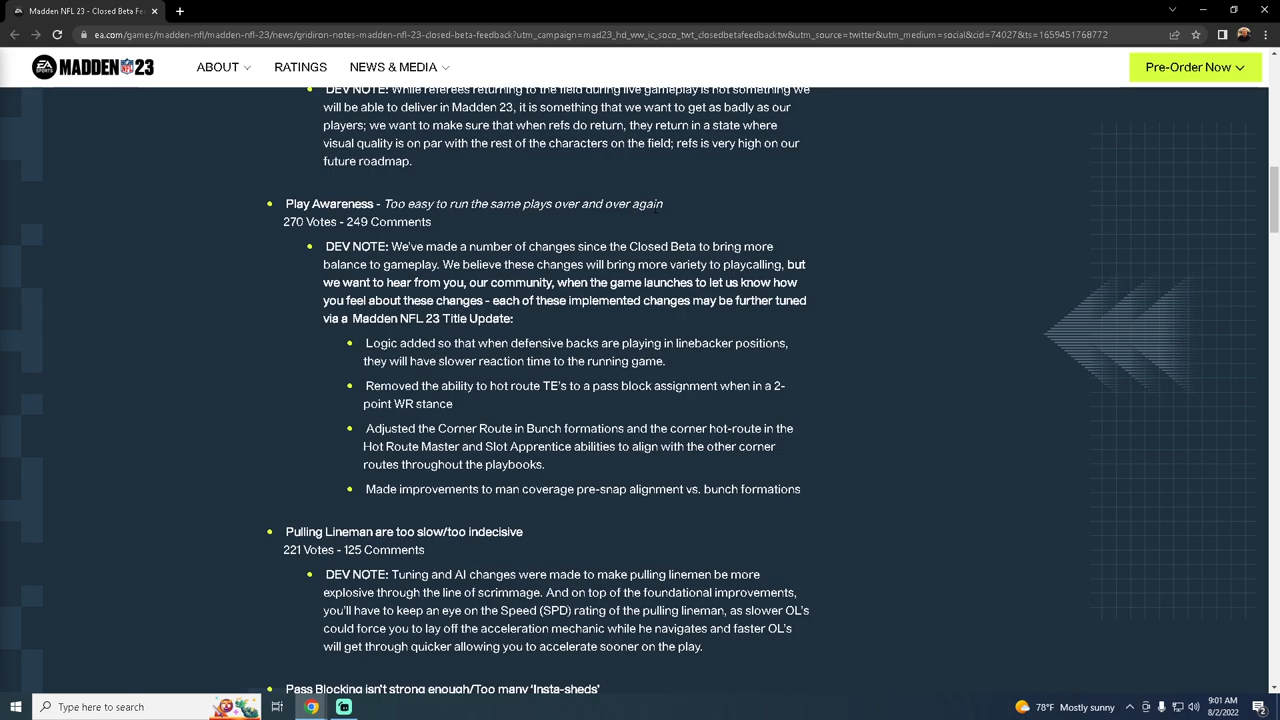 Madden NFL 23 - Closed Beta Fee
ea.com/games/madden-nfl/madden-nfl-23/news/gridiron-notes-madden-nfl-23-closed-beta-feedback?utm_campaign=mad23_hd_ww_ic_soco_twt_closedbetafeedbacktw&utm_source=twitter&utm_medium=social&cid=74027&ts=1659451768772
EA SPORTS MADDEN NFL 23
ABOUT
RATINGS
NEWS & MEDIA
Pre-Order Now
DEV NOTE: While referees returning to the field during live gameplay is not something we
will be able to deliver in Madden 23, it is something that we want to get as badly as our
players; we want to make sure that when refs do return, they return in a state where
visual quality is on par with the rest of the characters on the field; refs is very high on our
future roadmap.
Play Awareness - Too easy to run the same plays over and over again
270 Votes - 249 Comments
DEV NOTE: We've made a number of changes since the Closed Beta to bring more
balance to gameplay. We believe these changes will bring more variety to playcalling, but
we want to hear from you, our community, when the game launches to let us know how
you feel about these changes - each of these implemented changes may be further tuned
via a Madden NFL 23 Title Update:
Logic added so that when defensive backs are playing in linebacker positions,
they will have slower reaction time to the running game.
Removed the ability to hot route TE's to a pass block assignment when in a 2-
point WR stance
Adjusted the Corner Route in Bunch formations and the corner hot-route in the
Hot Route Master and Slot Apprentice abilities to align with the other corner
routes throughout the playbooks.
Made improvements to man coverage pre-snap alignment vs. bunch formations
Pulling Lineman are too slow/too indecisive
221 Votes - 125 Comments
DEV NOTE: Tuning and AI changes were made to make pulling linemen be more
explosive through the line of scrimmage. And on top of the foundational improvements,
you'll have to keep an eye on the Speed (SPD) rating of the pulling lineman, as slower OL's
could force you to lay off the acceleration mechanic while he navigates and faster OL's
will get through quicker allowing you to accelerate sooner on the play.
Pass Blocking isn't strong enough/Too many 'Insta-sheds'
Type here to search
78°F Mostly sunny
9:01 AM
8/2/2022
2